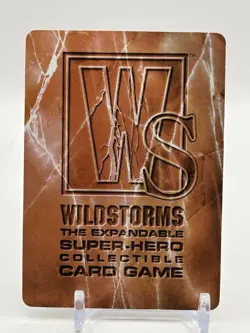 WS
WILDSTORMS
THE EXPANDABLE
SUPER-HERO
COLLECTIBLE
CARD GAME